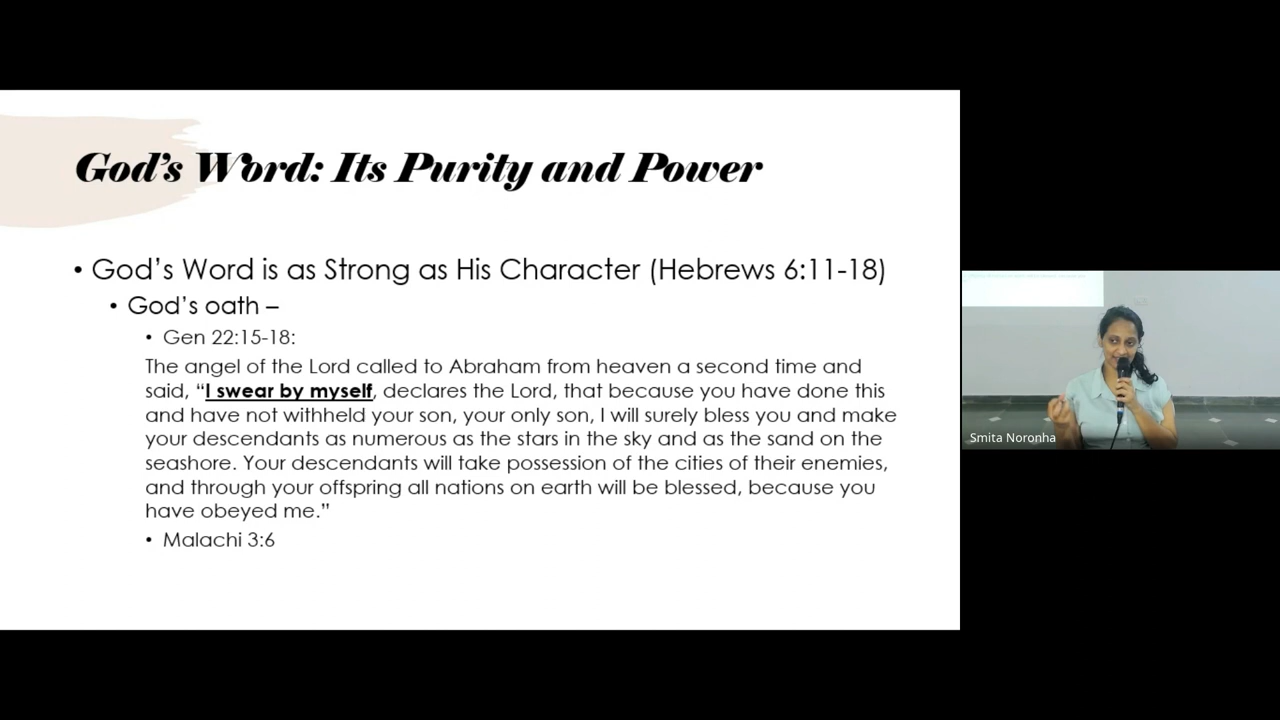 God’s Word: Its Purity and Power
• God’s Word is as Strong as His Character (Hebrews 6:11-18)
• God’s oath –
• Gen 22:15-18:
The angel of the Lord called to Abraham from heaven a second time and
said, “I swear by myself, declares the Lord, that because you have done this
and have not withheld your son, your only son, I will surely bless you and make
your descendants as numerous as the stars in the sky and as the sand on the
seashore. Your descendants will take possession of the cities of their enemies,
and through your offspring all nations on earth will be blessed, because you
have obeyed me.”
• Malachi 3:6
Smita Noronha